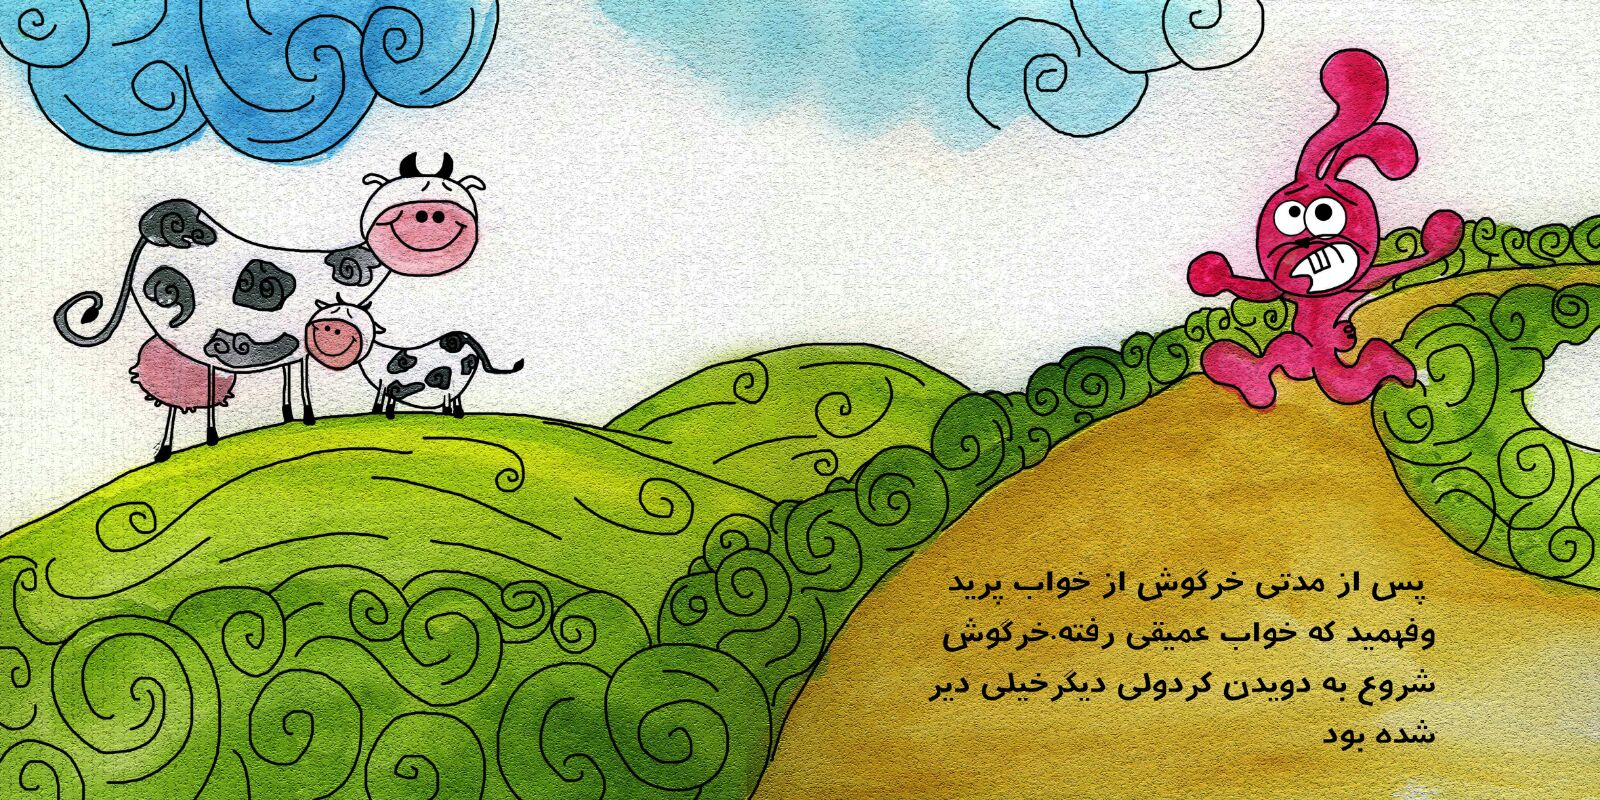 پس از مدتی خرگوش از خواب پرید
وفهمید که خواب عمیقی رفته.خرگوش
شروع به دویدن کردولی دیگرخیلی دیر
شده بود